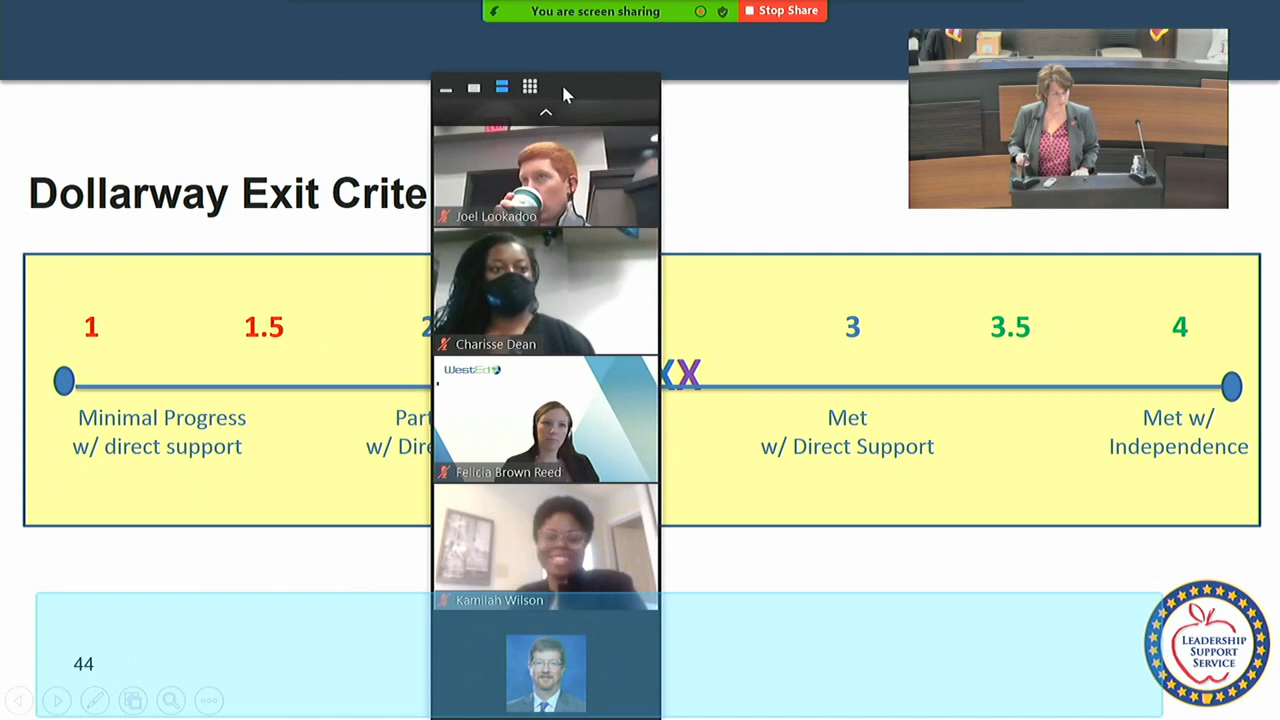 You are screen sharing
Stop Share
Dollarway Exit Crite
Joel Lookadoo
Charisse Dean
WestEd
Felicia Brown Reed
Kamilah Wilson
1
1.5
2
3
3.5
4
XX
Minimal Progress
w/ direct support
Part
w/ Dire
Met
w/ Direct Support
Met w/
Independence
44
LEADERSHIP
SUPPORT
SERVICE